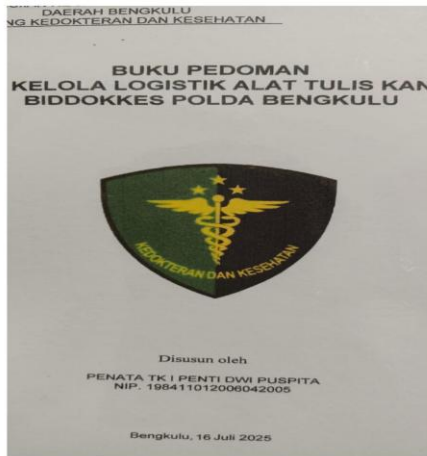 DAERAH BENGKULU
NG KEDOKTERAN DAN KESEHATAN
BUKU PEDOMAN
KELOLA LOGISTIK ALAT TULIS KAN
BIDDOKKES POLDA BENGKULU
KEDOKTERAN DAN KESEHATAN
Disusun oleh
PENATA TK I PENTI DWI PUSPITA
NIP. 198411012006042005
Bengkulu, 16 Juli 2025